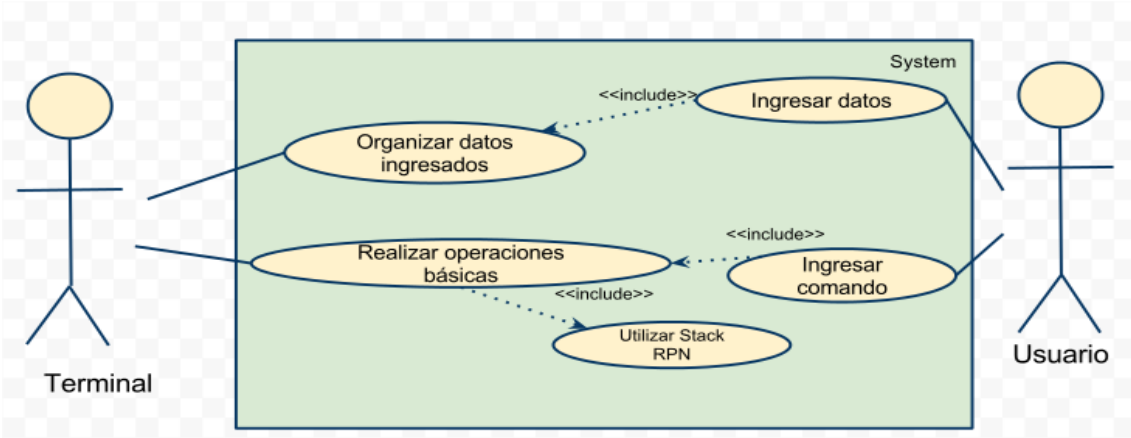 System
<<include>>
Ingresar datos
Organizar datos
ingresados
<<include>>
Realizar operaciones
básicas
Ingresar
comando
<<include>>
Utilizar Stack
RPN
Terminal
Usuario